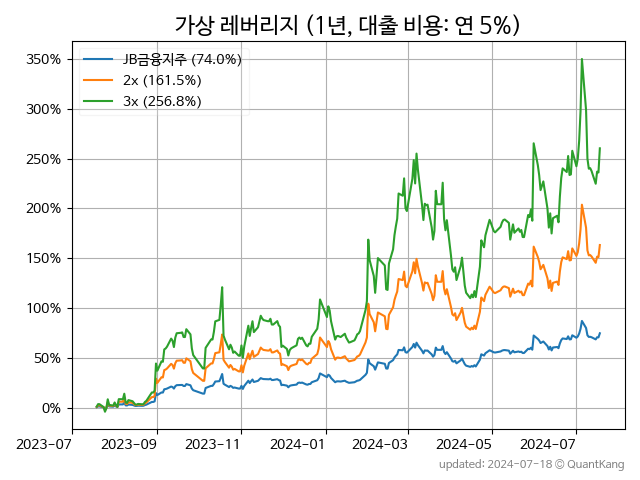 가상 레버리지 (1년, 대출 비용: 연 5%)
JB금융지주 (74.0%)
2x (161.5%)
3x (256.8%)
350%
300%
250%
200%
150%
100%
50%
0%
2023-07 2023-09 2023-11 2024-01 2024-03 2024-05 2024-07
updated: 2024-07-18 © QuantKang